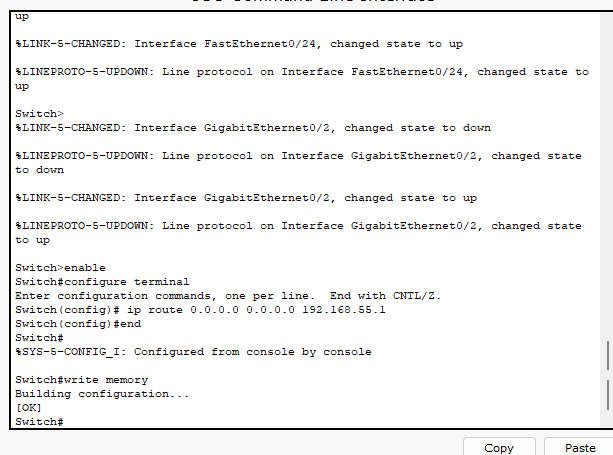 up
%LINK-5-CHANGED: Interface FastEthernet0/24, changed state to up
%LINEPROTO-5-UPDOWN: Line protocol on Interface FastEthernet0/24, changed state to
up
Switch>
%LINK-5-CHANGED: Interface GigabitEthernet0/2, changed state to down
%LINEPROTO-5-UPDOWN: Line protocol on Interface GigabitEthernet0/2, changed state
to down
%LINK-5-CHANGED: Interface GigabitEthernet0/2, changed state to up
%LINEPROTO-5-UPDOWN: Line protocol on Interface GigabitEthernet0/2, changed state
to up
Switch>enable
Switch#configure terminal
Enter configuration commands, one per line.  End with CNTL/Z.
Switch(config)# ip route 0.0.0.0 0.0.0.0 192.168.55.1
Switch(config)#end
Switch#
%SYS-5-CONFIG_I: Configured from console by console
Switch#write memory
Building configuration...
[OK]
Switch#
Copy
Paste